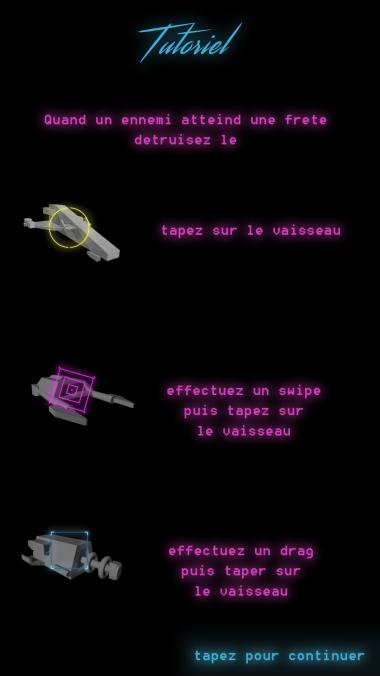 Tutoriel
Quand un ennemi atteind une frete
detruisez le
tapez sur le vaisseau
effectuez un swipe
puis tapez sur
le vaisseau
effectuez un drag
puis taper sur
le vaisseau
tapez pour continuer